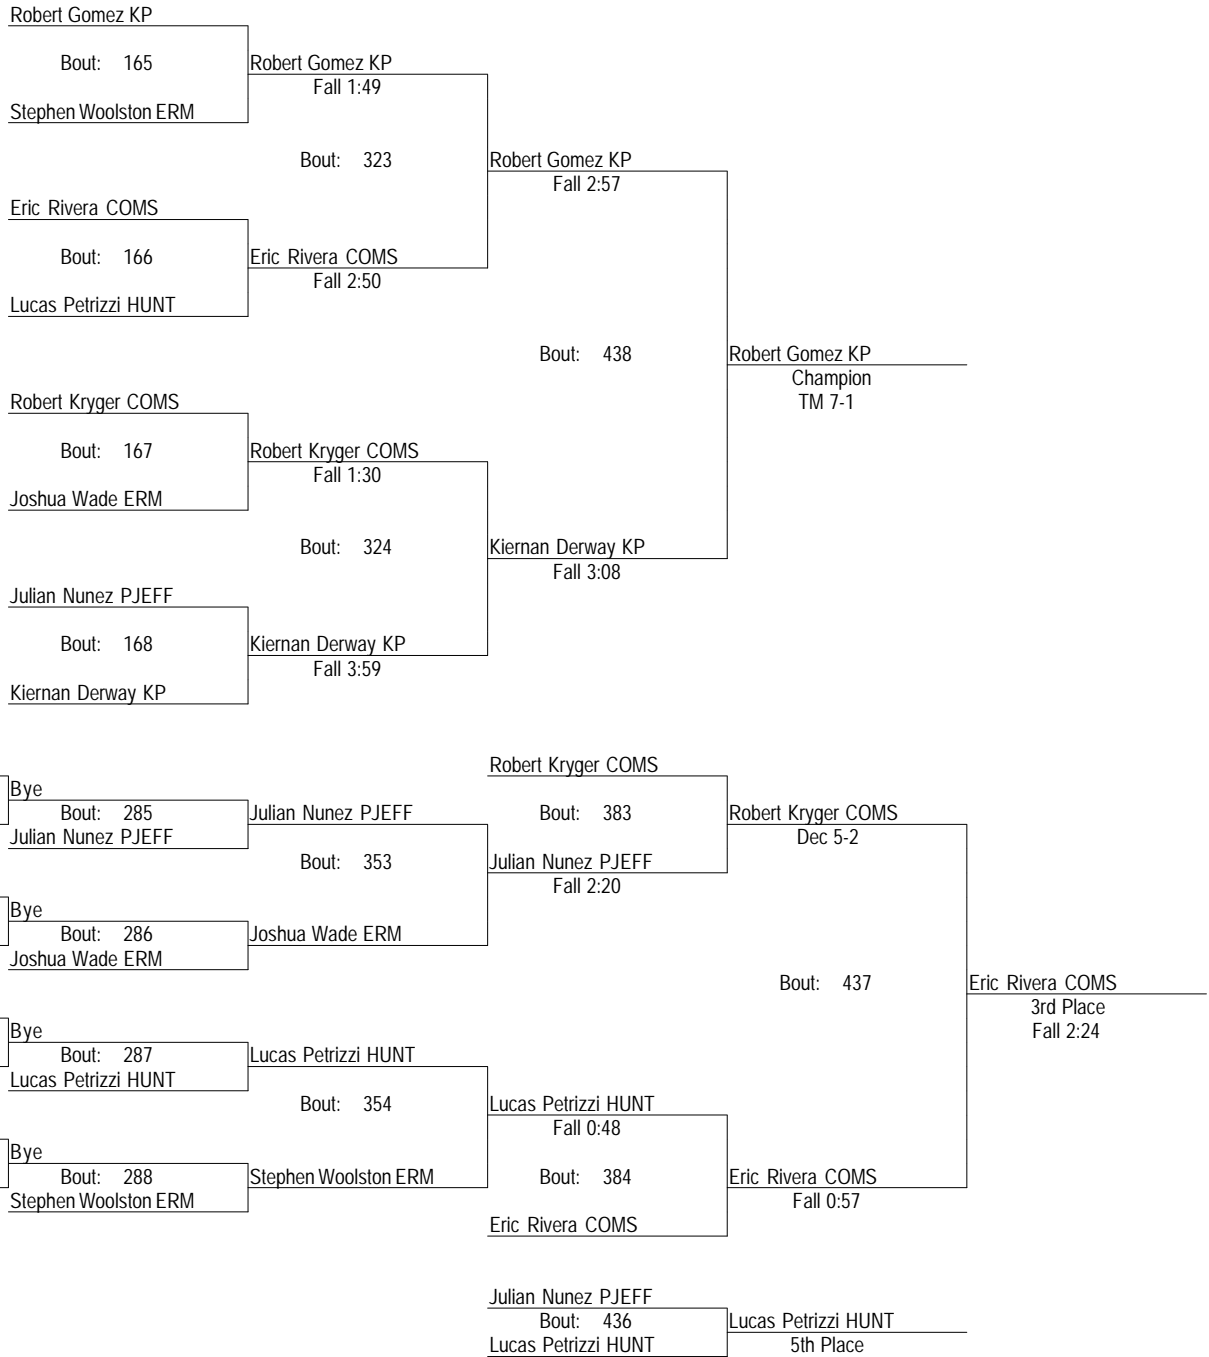 Robert Gomez KP
Bout: 165
Robert Gomez KP
Fall 1:49
Stephen Woolston ERM
Bout: 323
Robert Gomez KP
Fall 2:57
Eric Rivera COMS
Bout: 166
Eric Rivera COMS
Fall 2:50
Lucas Petrizzi HUNT
Bout: 438
Robert Gomez KP
Champion
TM 7-1
Robert Kryger COMS
Bout: 167
Robert Kryger COMS
Fall 1:30
Joshua Wade ERM
Bout: 324
Kiernan Derway KP
Fall 3:08
Julian Nunez PJEFF
Bout: 168
Kiernan Derway KP
Fall 3:59
Kiernan Derway KP
Robert Kryger COMS
Bye
Bout: 285
Julian Nunez PJEFF
Julian Nunez PJEFF
Bout: 383
Robert Kryger COMS
Dec 5-2
Bout: 353
Julian Nunez PJEFF
Fall 2:20
Bye
Bout: 286
Joshua Wade ERM
Joshua Wade ERM
Bout: 437
Eric Rivera COMS
3rd Place
Fall 2:24
Bye
Bout: 287
Lucas Petrizzi HUNT
Lucas Petrizzi HUNT
Bout: 354
Lucas Petrizzi HUNT
Fall 0:48
Bye
Bout: 288
Stephen Woolston ERM
Stephen Woolston ERM
Bout: 384
Eric Rivera COMS
Fall 0:57
Eric Rivera COMS
Julian Nunez PJEFF
Bout: 436
Lucas Petrizzi HUNT
Lucas Petrizzi HUNT
5th Place